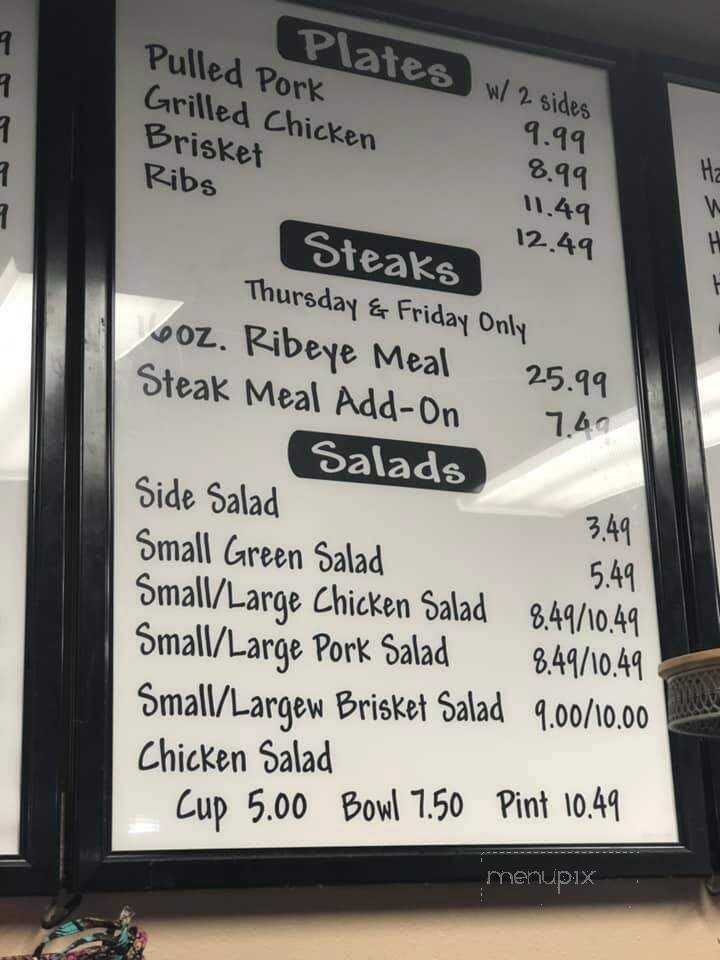 Plates w/ 2 sides
Pulled Pork 9.99
Grilled Chicken 8.99
Brisket 11.49
Ribs 12.49
Steaks
Thursday & Friday Only
16oz. Ribeye Meal 25.99
Steak Meal Add-On 7.49
Salads
Side Salad 3.49
Small Green Salad 5.49
Small/Large Chicken Salad 8.49/10.49
Small/Large Pork Salad 8.49/10.49
Small/Largew Brisket Salad 9.00/10.00
Chicken Salad
Cup 5.00 Bowl 7.50 Pint 10.49
menupix